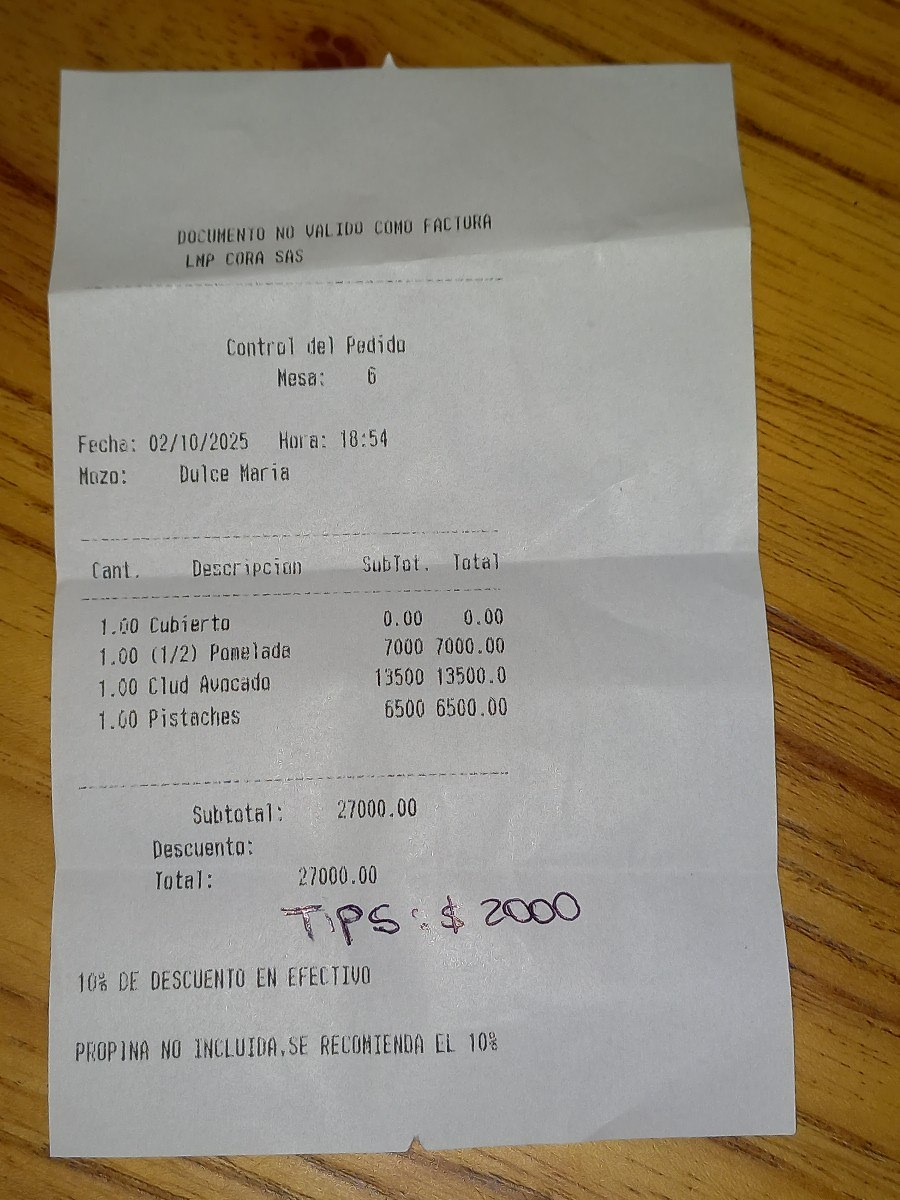 DOCUMENTO NO VALIDO COMO FACTURA
LMP CORA SAS
Control del Pedido
Mesa: 6
Fecha: 02/10/2025 Hora: 18:54
Mozo: Dulce Maria
Cant. Descripcion SubTot. Total
1.00 Cubierto 0.00 0.00
1.00 (1/2) Pomelada 7000 7000.00
1.00 Clud Avocado 13500 13500.0
1.00 Pistaches 6500 6500.00
Subtotal: 27000.00
Descuento:
Total: 27000.00
TIPS: $ 2000
10% DE DESCUENTO EN EFECTIVO
PROPINA NO INCLUIDA,SE RECOMIENDA EL 10%